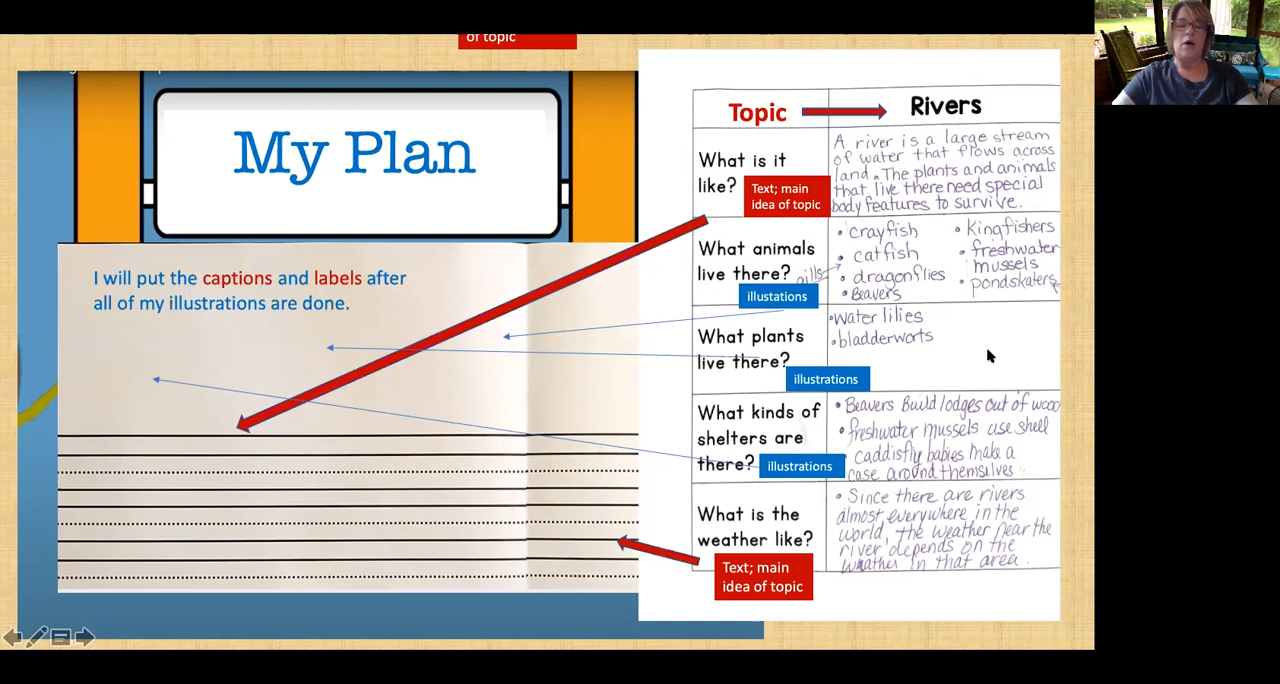 of topic
My Plan
I will put the captions and labels after
all of my illustrations are done.
Topic
Rivers
What is it
like?
Text; main
idea of topic
A river is a large stream
of water that flows across
land. The plants and animals
that live there need special
body features to survive.
What animals
live there?
illustations
gills
• crayfish
• catfish
• dragonflies
• Beavers
• Kingfishers
• freshwater
mussels
• pondskaters
What plants
live there?
illustrations
• Water lilies
• bladderworts
What kinds of
shelters are
there?
illustrations
• Beavers Build lodges out of wood
• freshwater mussels use shell
caddisfly babies make a
case around themselves
What is the
weather like?
Text; main
idea of topic
• Since there are rivers
almost everywhere in the
world, the weather near the
river depends on the
weather in that area.